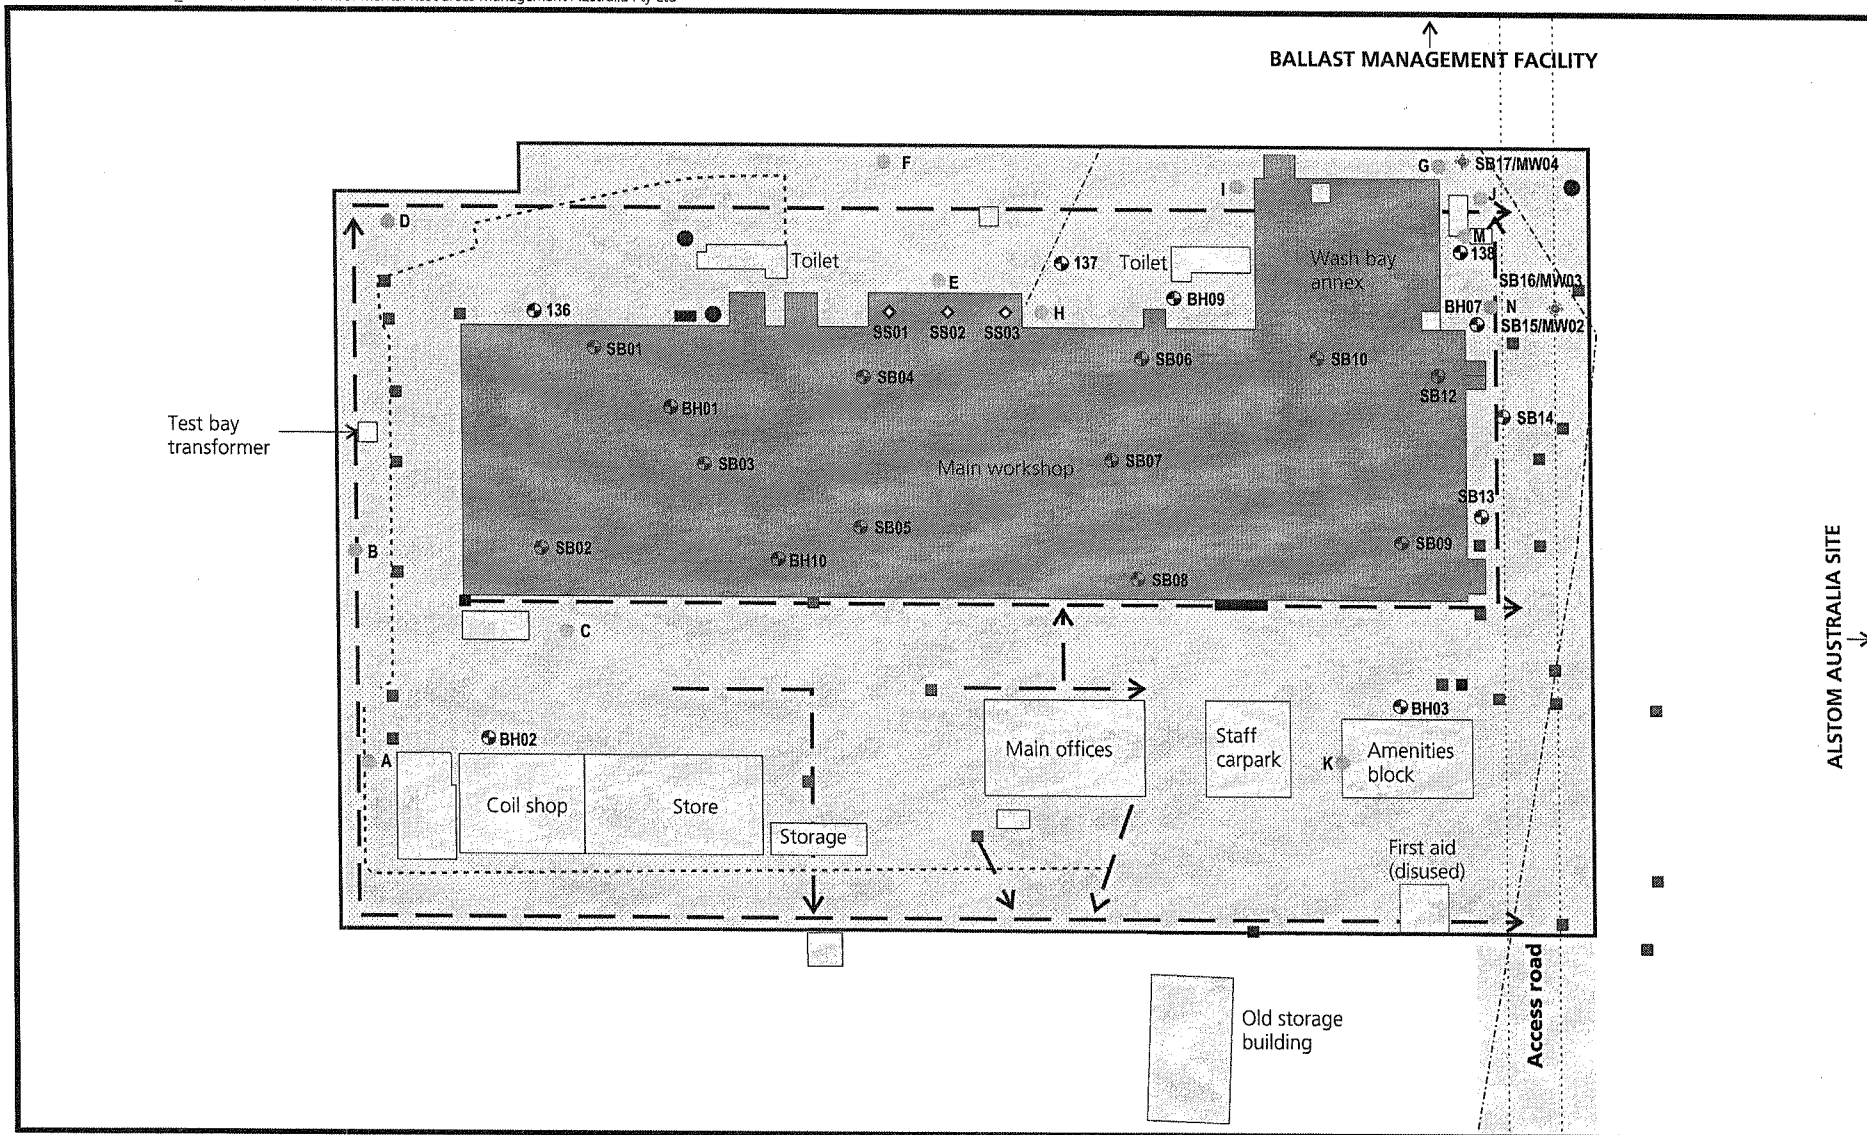 BALLAST MANAGEMENT FACILITY
F
G
SB17/MW04
I
J
D
M
138
Toilet
137
Toilet
Wash bay
annex
E
SB16/MW03
136
BH09
BH07
N
H
SS01
SS02
SS03
SB15/MW02
SB01
SB06
SB10
SB04
SB12
BH01
SB14
Test bay
transformer
SB03
Main workshop
SB07
SB13
SB05
SB02
BH10
SB09
B
SB08
C
ALSTOM AUSTRALIA SITE
BH03
BH02
Main offices
Staff
carpark
K
Amenities
block
A
Coil shop
Store
Storage
First aid
(disused)
Access road
Old storage
building